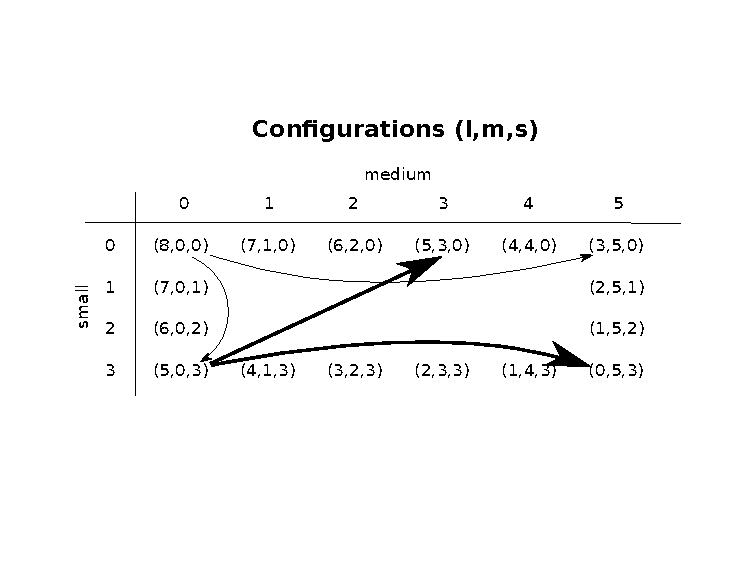 Configurations (l,m,s)
medium
0 1 2 3 4 5
0 (8,0,0) (7,1,0) (6,2,0) (5,3,0) (4,4,0) (3,5,0)
small
1 (7,0,1) (2,5,1)
2 (6,0,2) (1,5,2)
3 (5,0,3) (4,1,3) (3,2,3) (2,3,3) (1,4,3) (0,5,3)